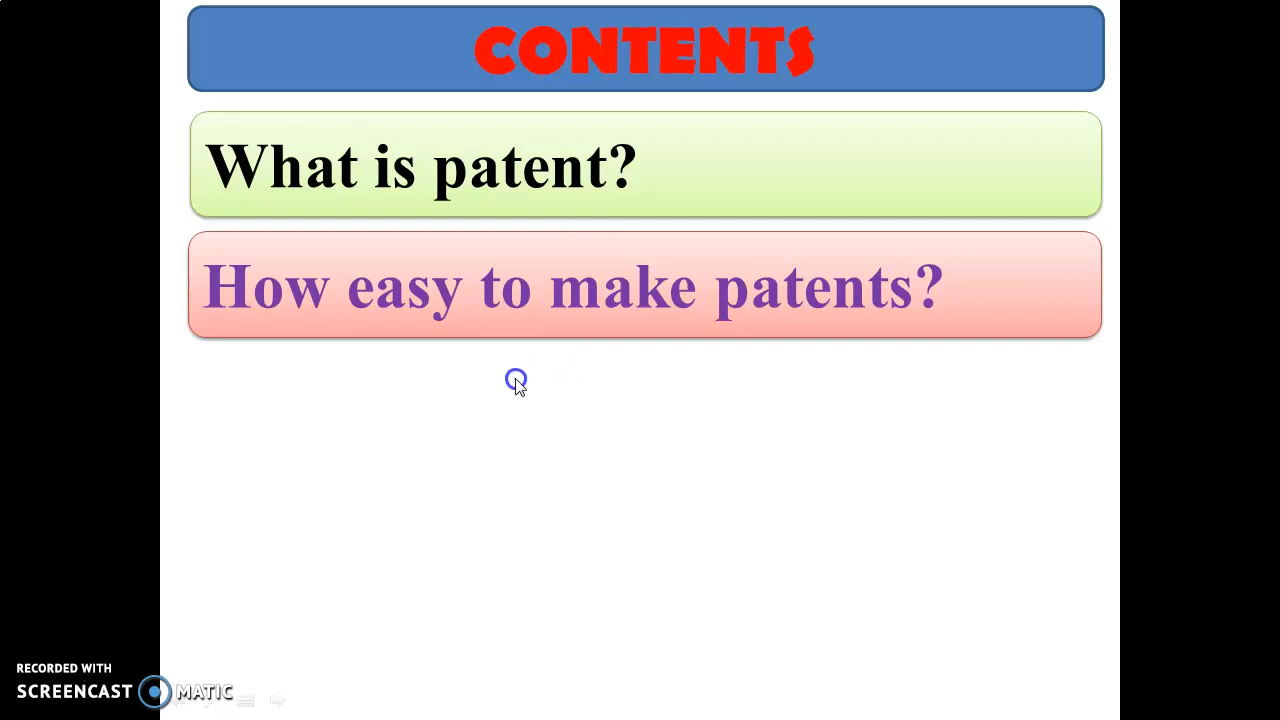 CONTENTS
What is patent?
How easy to make patents?
RECORDED WITH
SCREENCAST MATIC